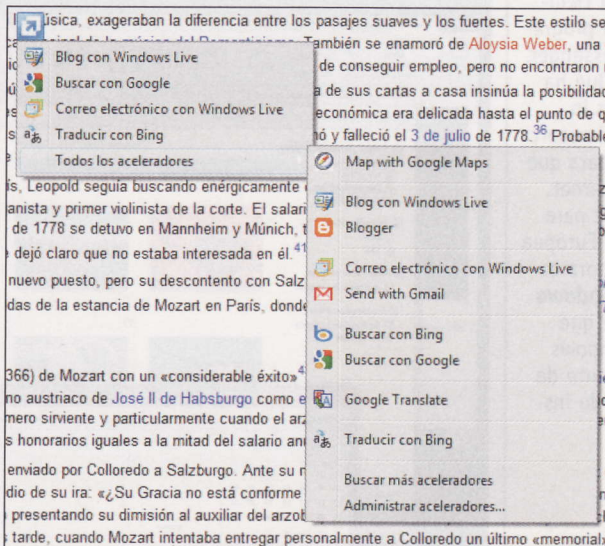 música, exageraban la diferencia entre los pasajes suaves y los fuertes. Este estilo se
También se enamoró de Aloysia Weber, una
Blog con Windows Live
de conseguir empleo, pero no encontraron
Buscar con Google
a de sus cartas a casa insinúa la posibilidad
Correo electrónico con Windows Live
económica era delicada hasta el punto de q
Traducir con Bing
ó y falleció el 3 de julio de 1778.36 Probable
Todos los aceleradores
Map with Google Maps
Blog con Windows Live
Blogger
Correo electrónico con Windows Live
Send with Gmail
Buscar con Bing
Buscar con Google
Google Translate
Traducir con Bing
Buscar más aceleradores
Administrar aceleradores...
ís, Leopold seguía buscando enérgicamente
anista y primer violinista de la corte. El salari
de 1778 se detuvo en Mannheim y Múnich, t
dejó claro que no estaba interesada en él.41
nuevo puesto, pero su descontento con Salz
das de la estancia de Mozart en París, donde
366) de Mozart con un «considerable éxito»
no austriaco de José II de Habsburgo como e
mero sirviente y particularmente cuando el arz
s honorarios iguales a la mitad del salario an
enviado por Colloredo a Salzburgo. Ante su n
dio de su ira: «¿Su Gracia no está conforme
presentando su dimisión al auxiliar del arzob
tarde, cuando Mozart intentaba entregar personalmente a Colloredo un último «memorial»